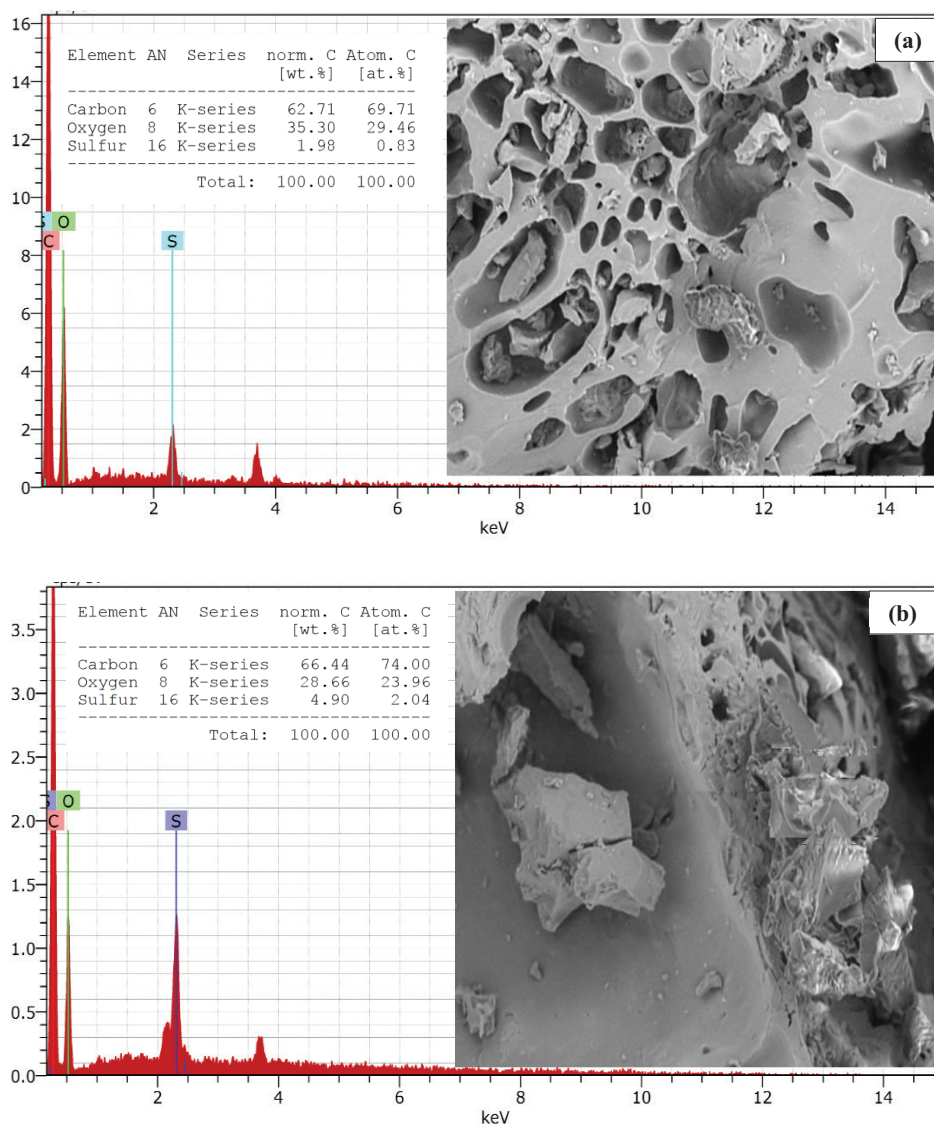 (a)
16
Element AN Series norm. C Atom. C
[wt.%] [at.%]
Carbon 6 K-series 62.71 69.71
Oxygen 8 K-series 35.30 29.46
Sulfur 16 K-series 1.98 0.83
Total: 100.00 100.00
14
12
10
8
6
4
2
0
S O
C
S
2 4 6 8 10 12 14
keV
(b)
Element AN Series norm. C Atom. C
[wt.%] [at.%]
Carbon 6 K-series 66.44 74.00
Oxygen 8 K-series 28.66 23.96
Sulfur 16 K-series 4.90 2.04
Total: 100.00 100.00
3.5
3.0
2.5
2.0
1.5
1.0
0.5
0.0
S O
C
S
2 4 6 8 10 12 14
keV